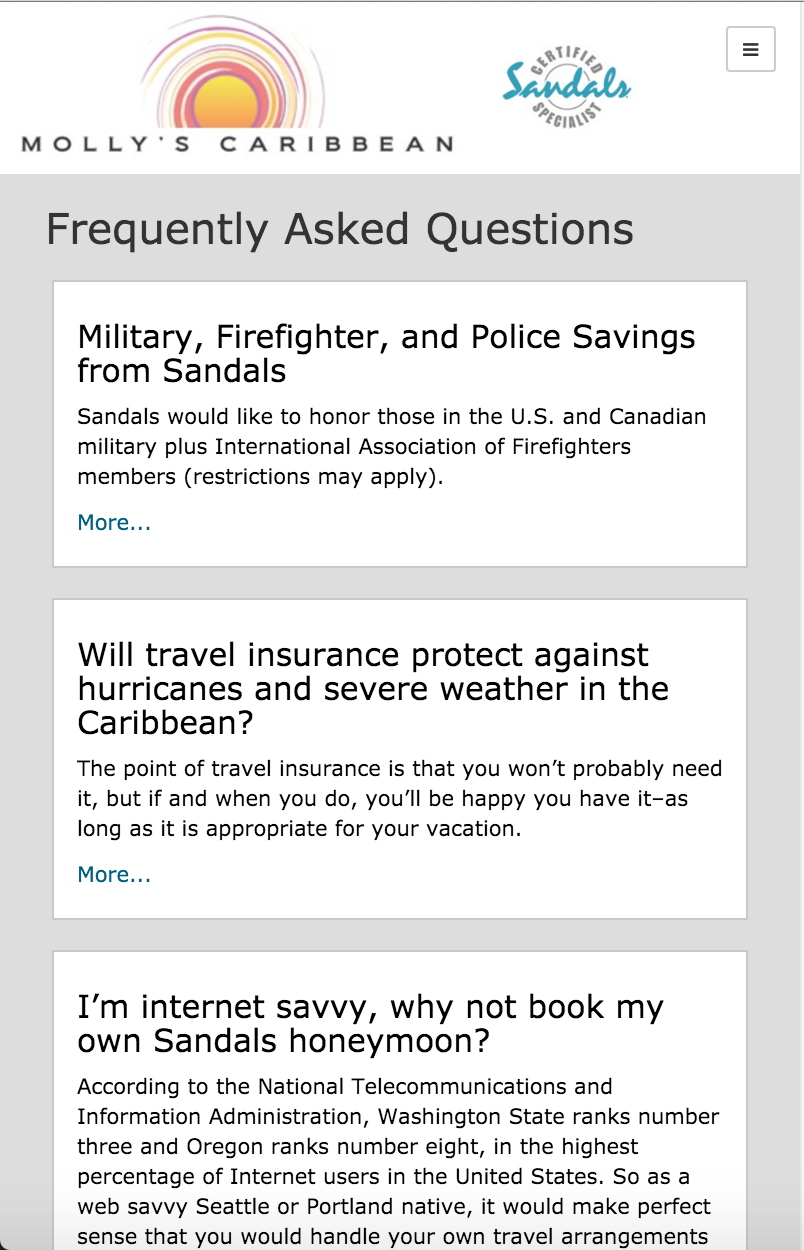 CERTIFIED
Sandals
SPECIALIST
MOLLY'S CARIBBEAN
Frequently Asked Questions
Military, Firefighter, and Police Savings
from Sandals
Sandals would like to honor those in the U.S. and Canadian
military plus International Association of Firefighters
members (restrictions may apply).
More...
Will travel insurance protect against
hurricanes and severe weather in the
Caribbean?
The point of travel insurance is that you won’t probably need
it, but if and when you do, you’ll be happy you have it–as
long as it is appropriate for your vacation.
More...
I’m internet savvy, why not book my
own Sandals honeymoon?
According to the National Telecommunications and
Information Administration, Washington State ranks number
three and Oregon ranks number eight, in the highest
percentage of Internet users in the United States. So as a
web savvy Seattle or Portland native, it would make perfect
sense that you would handle your own travel arrangements